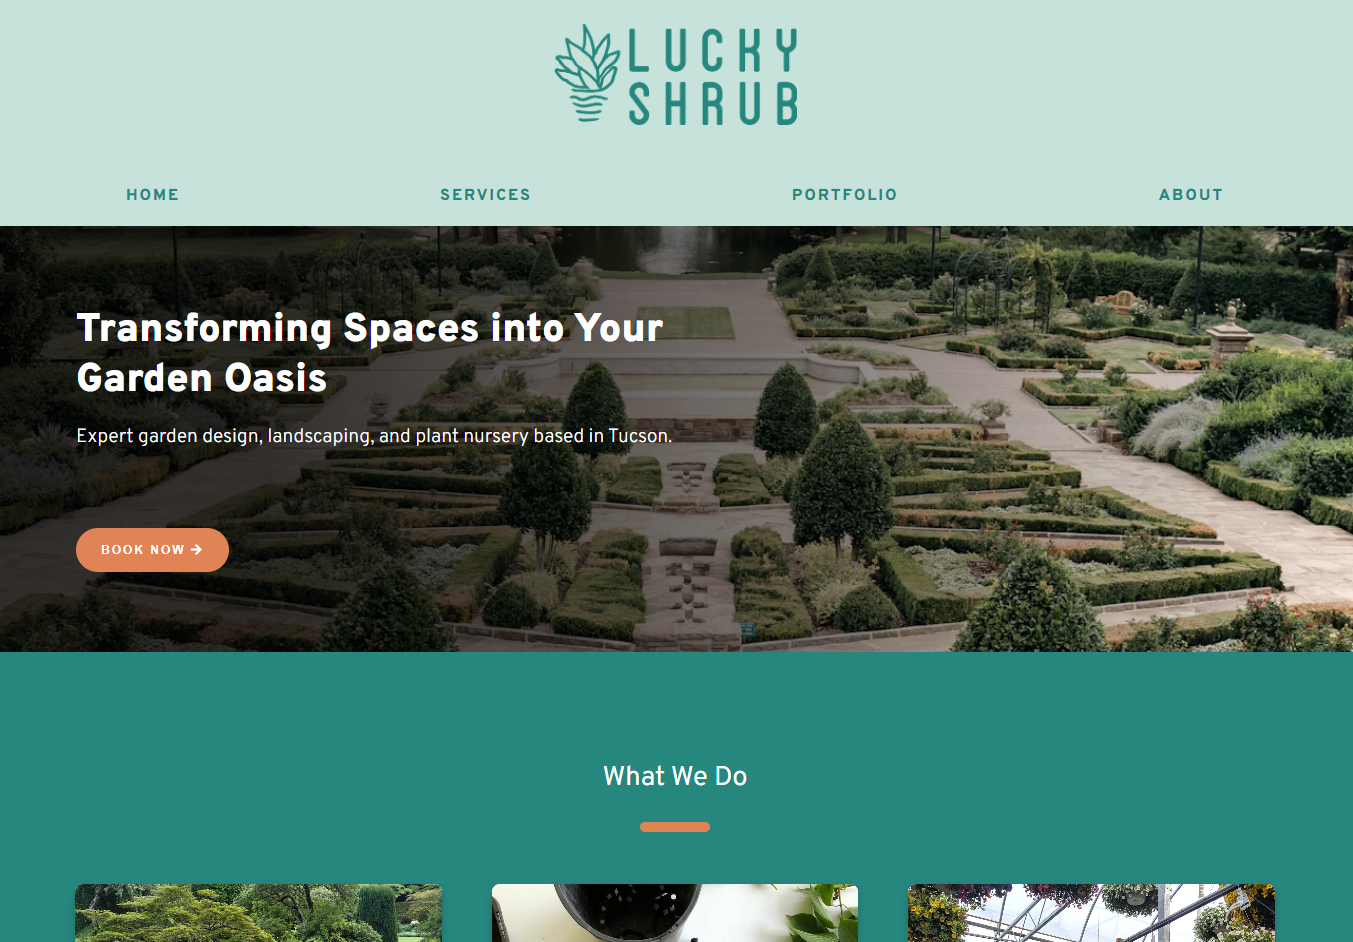 LUCKY
SHRUB
HOME
SERVICES
PORTFOLIO
ABOUT
Transforming Spaces into Your
Garden Oasis
Expert garden design, landscaping, and plant nursery based in Tucson.
BOOK NOW →
What We Do